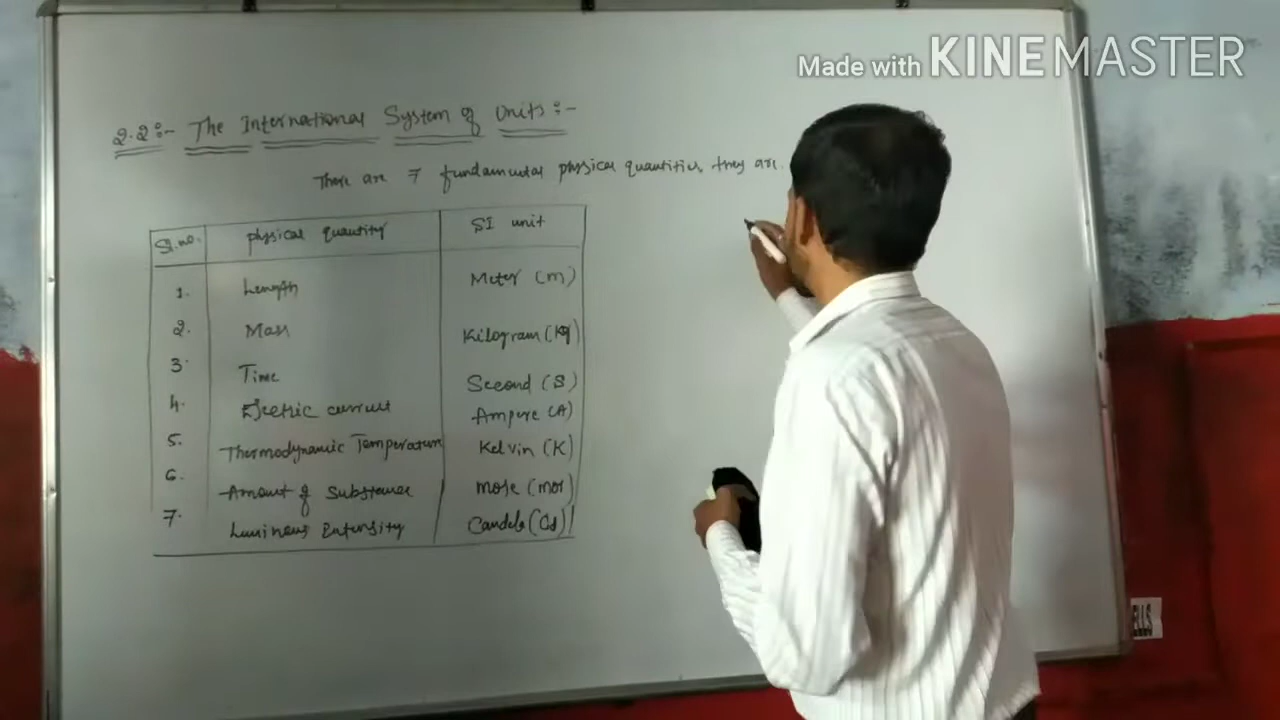 Made with KINEMASTER
2.2:- The International System of Units:-
There are 7 fundamental physical quantities, they are.
Sl.no. physical quantity SI unit
1. Length Meter (m)
2. Mass Kilogram (Kg)
3. Time Second (S)
4. Electric current Ampere (A)
5. Thermodynamic Temperature Kelvin (K)
6. Amount of Substance Mole (mol)
7. Luminous Intensity Candela (Cd)
ELLS